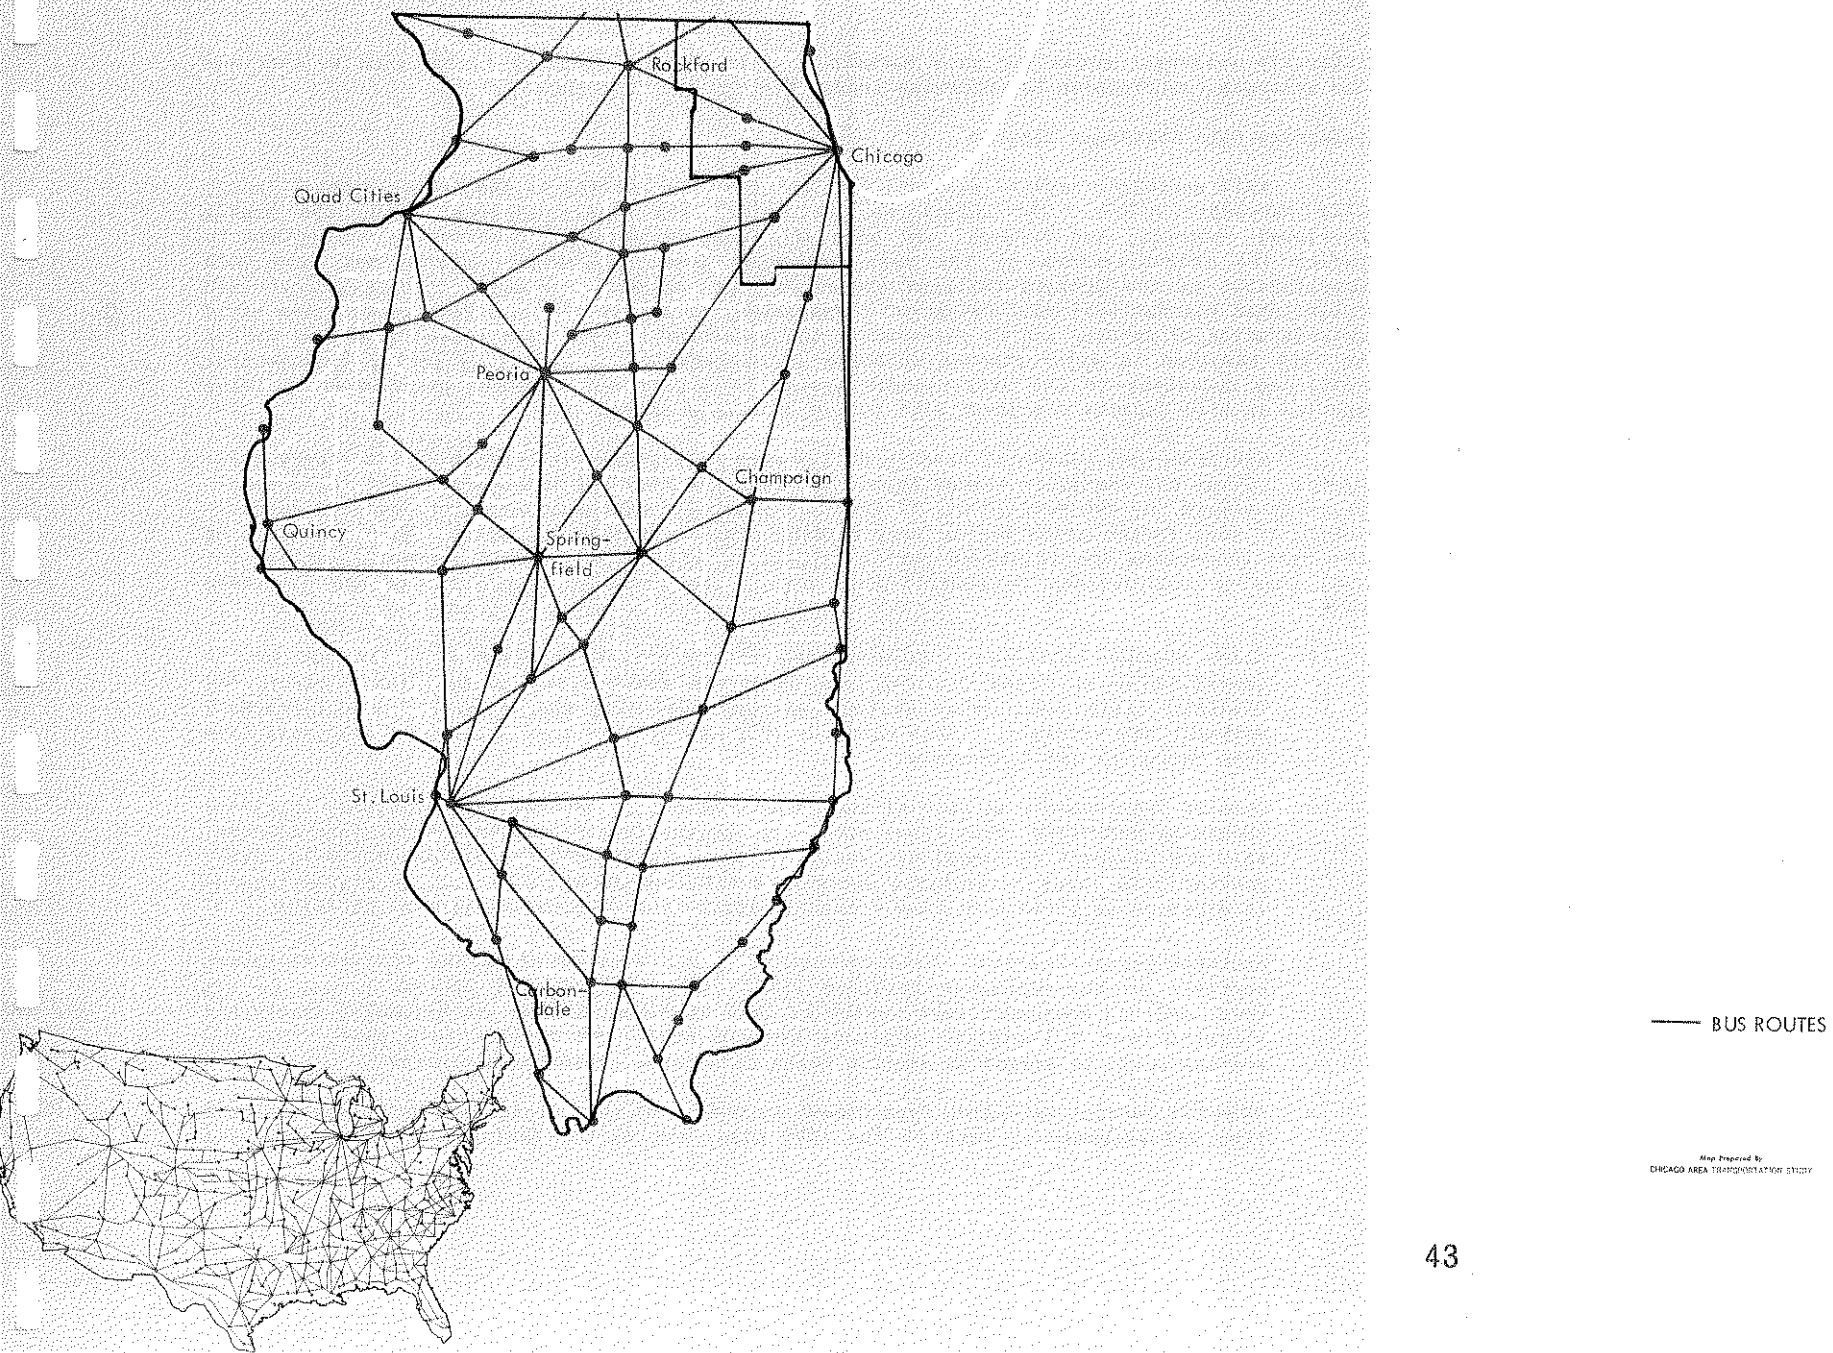 Rockford
Chicago
Quad Cities
Peoria
Champaign
Quincy
Spring-
field
St. Louis
Carbon-
dale
BUS ROUTES
Map Prepared By
CHICAGO AREA TRANSPORTATION STUDY
43